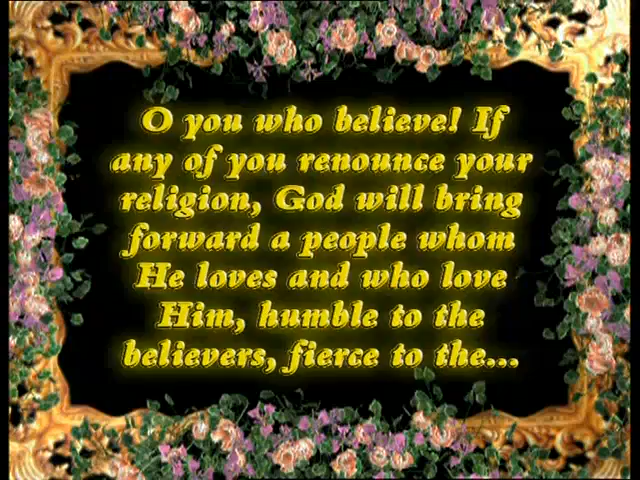 O you who believe! If
any of you renounce your
religion, God will bring
forward a people whom
He loves and who love
Him, humble to the
believers, fierce to the...